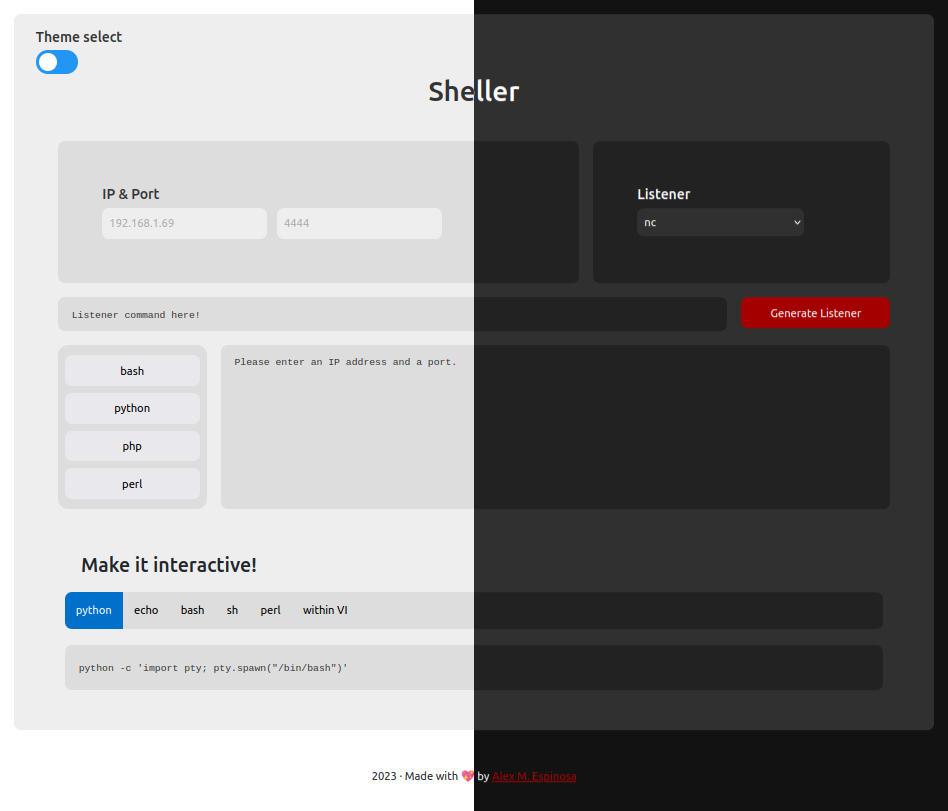 Theme select
Sheller
IP & Port
Listener
192.168.1.69
4444
nc
Listener command here!
Generate Listener
bash
python
php
perl
Please enter an IP address and a port.
Make it interactive!
python echo bash sh perl within VI
python -c 'import pty; pty.spawn("/bin/bash")'
2023 · Made with 💖 by Alex M. Espinosa